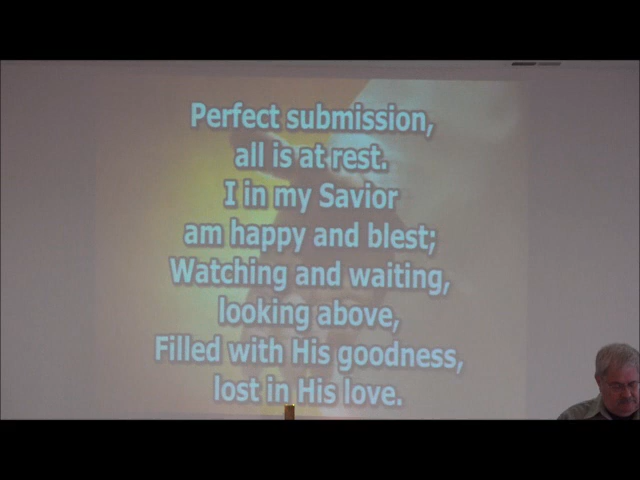 Perfect submission,
all is at rest.
I in my Savior
am happy and blest;
Watching and waiting,
looking above,
Filled with His goodness,
lost in His love.